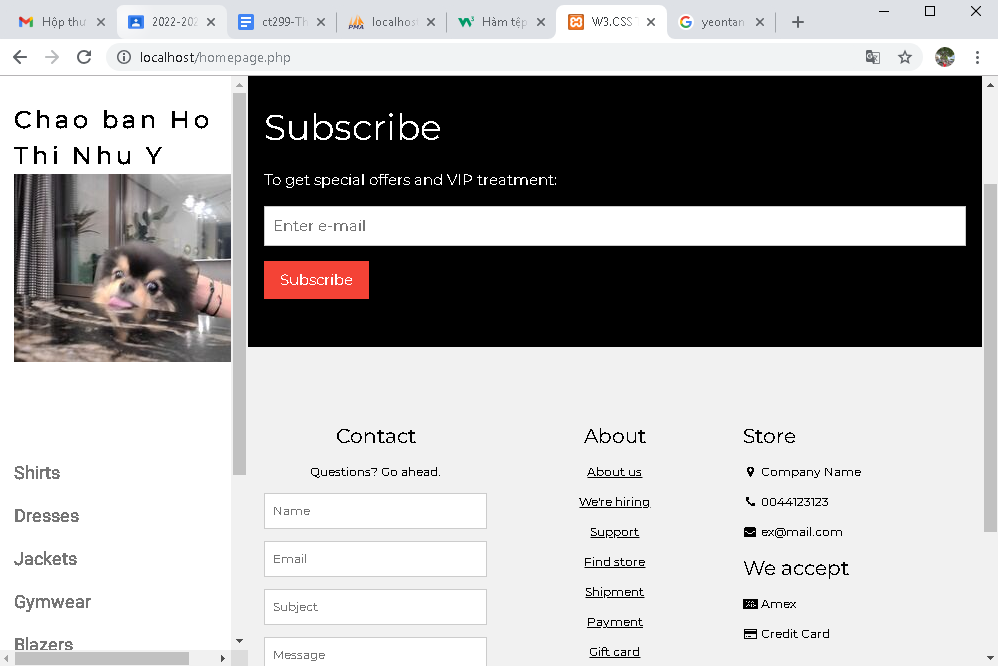 Hộp thư
2022-202
ct299-Th
localhos
Hàm tệp
W3.CSS
yeontan
localhost/homepage.php
Chao ban Ho
Thi Nhu Y
Shirts
Dresses
Jackets
Gymwear
Blazers
Subscribe
To get special offers and VIP treatment:
Enter e-mail
Subscribe
Contact
Questions? Go ahead.
Name
Email
Subject
Message
About
About us
We're hiring
Support
Find store
Shipment
Payment
Gift card
Store
Company Name
0044123123
ex@mail.com
We accept
Amex
Credit Card